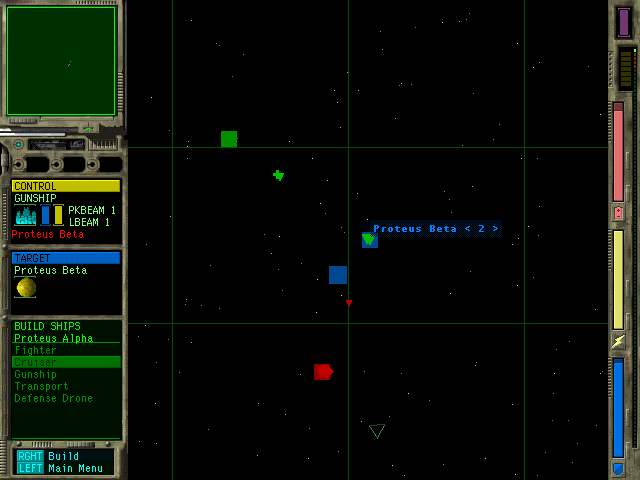 CONTROL
GUNSHIP
PKBEAM 1
LBEAM 1
Proteus Beta
TARGET
Proteus Beta
BUILD SHIPS
Proteus Alpha
Fighter
Cruiser
Gunship
Transport
Defense Drone
RGHT Build
LEFT Main Menu
Proteus Beta < 2 >